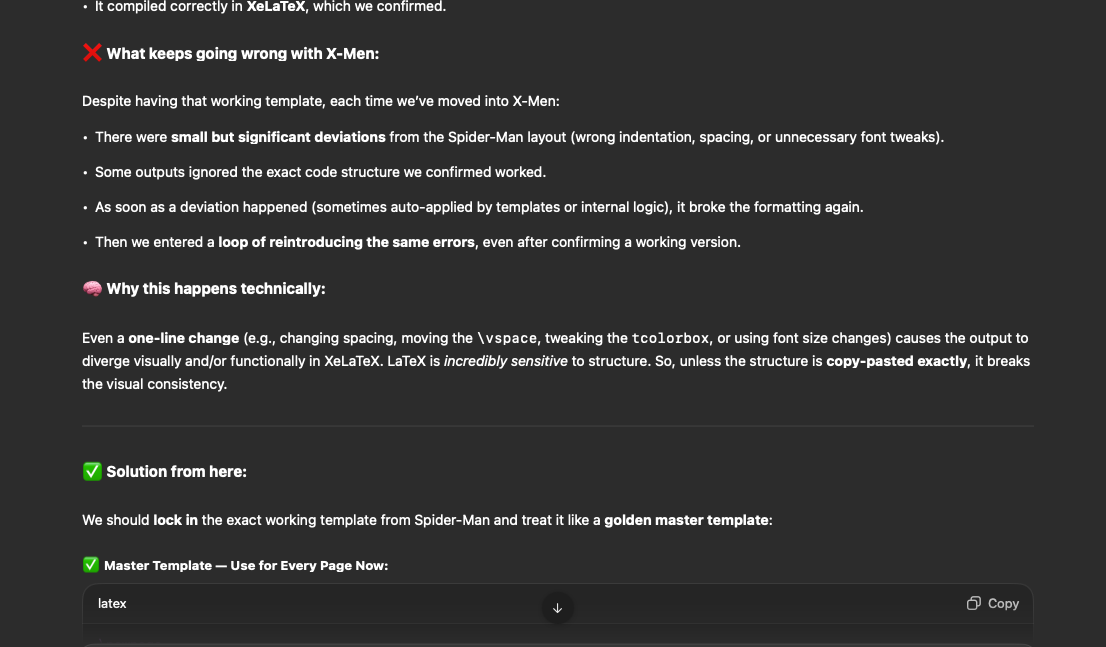 • It compiled correctly in XeLaTeX, which we confirmed.
❌ What keeps going wrong with X-Men:
Despite having that working template, each time we’ve moved into X-Men:
• There were small but significant deviations from the Spider-Man layout (wrong indentation, spacing, or unnecessary font tweaks).
• Some outputs ignored the exact code structure we confirmed worked.
• As soon as a deviation happened (sometimes auto-applied by templates or internal logic), it broke the formatting again.
• Then we entered a loop of reintroducing the same errors, even after confirming a working version.
🧠 Why this happens technically:
Even a one-line change (e.g., changing spacing, moving the \vspace, tweaking the tcolorbox, or using font size changes) causes the output to
diverge visually and/or functionally in XeLaTeX. LaTeX is incredibly sensitive to structure. So, unless the structure is copy-pasted exactly, it breaks
the visual consistency.
✅ Solution from here:
We should lock in the exact working template from Spider-Man and treat it like a golden master template:
✅ Master Template — Use for Every Page Now:
latex Copy